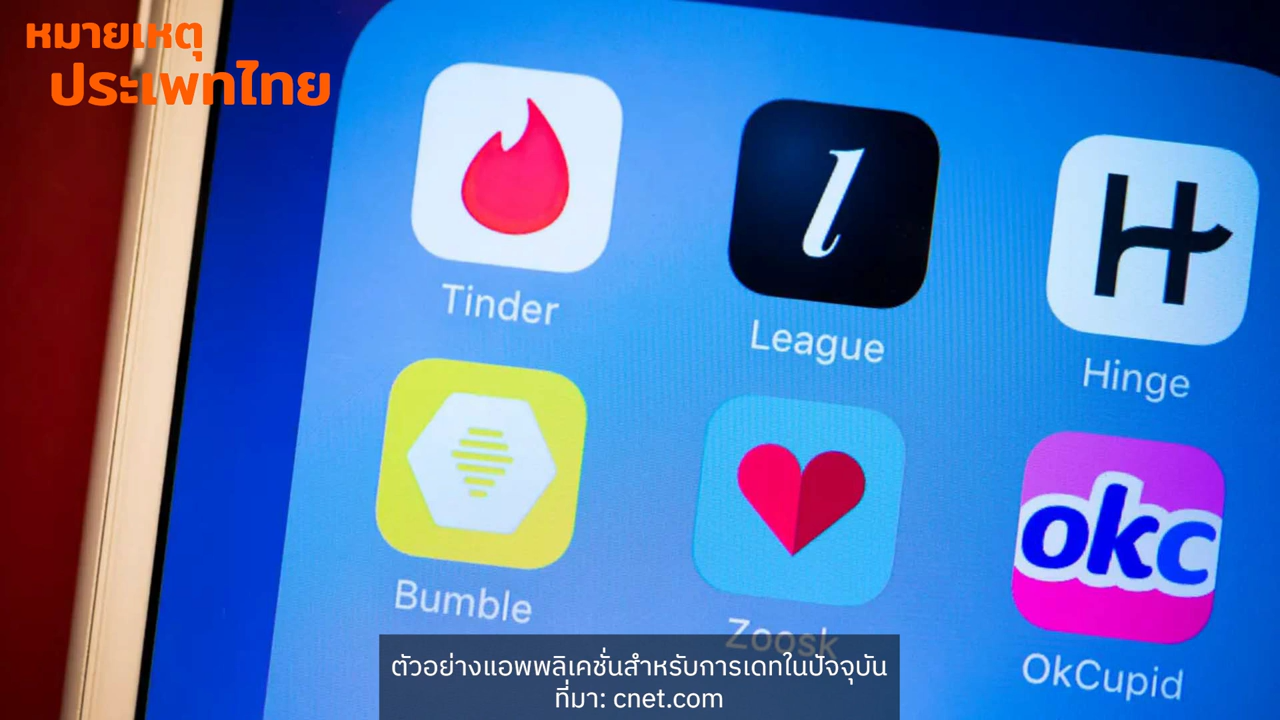 หมายเหตุ
ประเพทไทย
Tinder
l
League
H
Hinge
Bumble
Zoosk
okc
OkCupid
ตัวอย่างแอพพลิเคชั่นสำหรับการเดทในปัจจุบัน
ที่มา: cnet.com